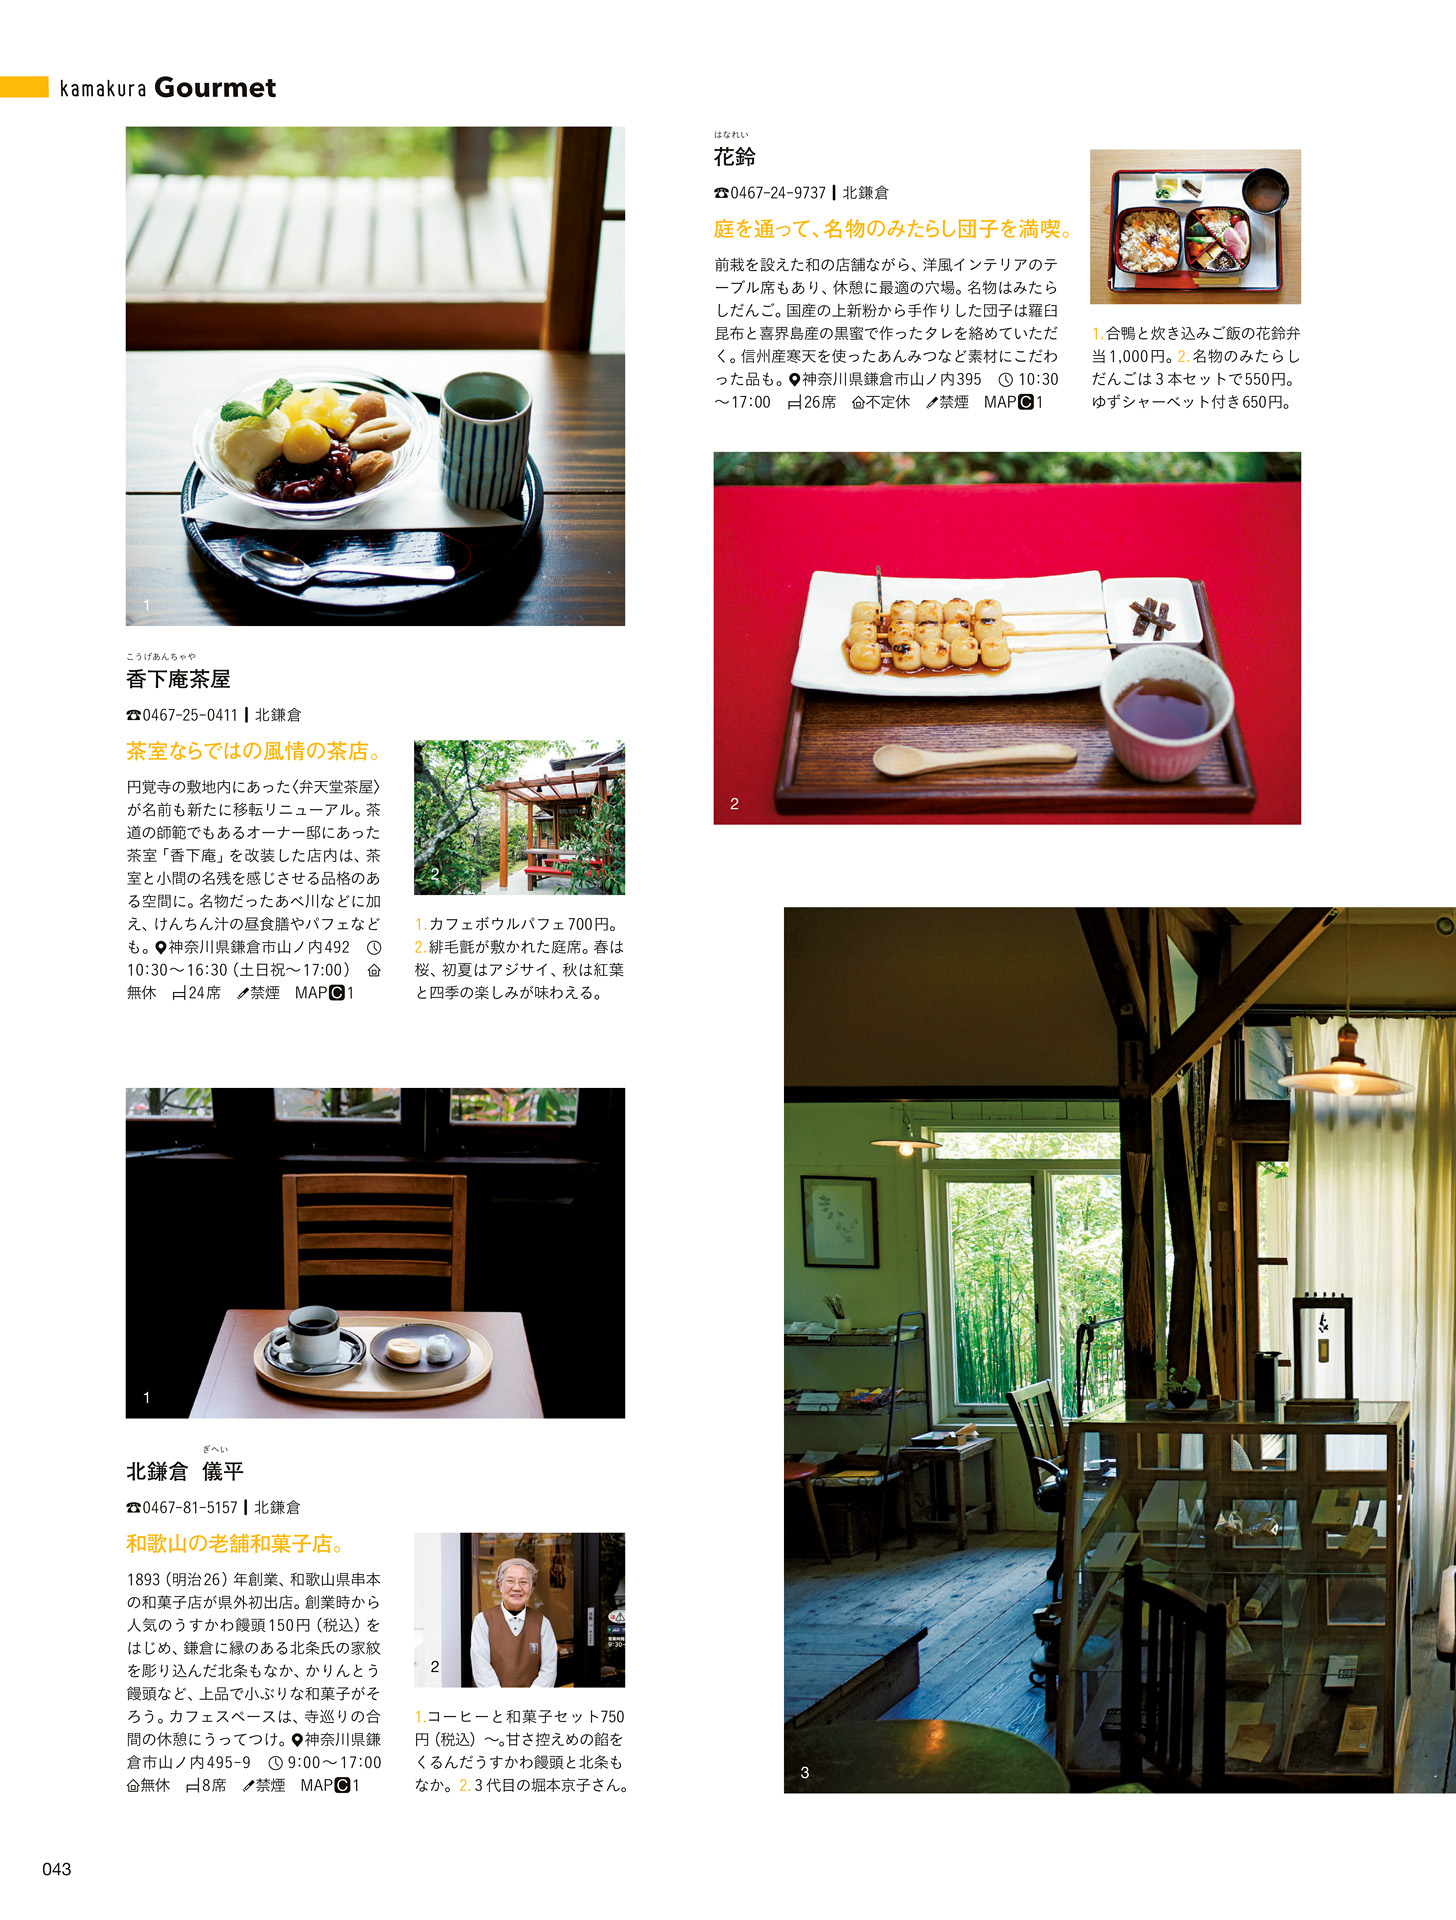 kamakura Gourmet
1
こうげあんちゃや
香下庵茶屋
☎0467-25-0411┃北鎌倉
茶室ならではの風情の茶店。
円覚寺の敷地内にあった〈弁天堂茶屋〉
が名前も新たに移転リニューアル。茶
道の師範でもあるオーナー邸にあった
茶室「香下庵」を改装した店内は、茶
室と小間の名残を感じさせる品格のあ
る空間に。名物だったあべ川などに加
え、けんちん汁の昼食膳やパフェなど
も。神奈川県鎌倉市山ノ内492
10:30〜16:30（土日祝〜17:00）
無休 24席 禁煙 MAP C 1
2
1.カフェボウルパフェ700円。
2.緋毛氈が敷かれた庭席。春は
桜、初夏はアジサイ、秋は紅葉
と四季の楽しみが味わえる。
1
ぎへい
北鎌倉 儀平
☎0467-81-5157┃北鎌倉
和歌山の老舗和菓子店。
1893（明治26）年創業、和歌山県串本
の和菓子店が県外初出店。創業時から
人気のうすかわ饅頭150円（税込）を
はじめ、鎌倉に縁のある北条氏の家紋
を彫り込んだ北条もなか、かりんとう
饅頭など、上品で小ぶりな和菓子がそ
ろう。カフェスペースは、寺巡りの合
間の休憩にうってつけ。神奈川県鎌
倉市山ノ内495-9 9:00〜17:00
無休 8席 禁煙 MAP C 1
2
1.コーヒーと和菓子セット750
円（税込）〜。甘さ控えめの餡を
くるんだうすかわ饅頭と北条も
なか。2.3代目の堀本京子さん。
はなれい
花鈴
☎0467-24-9737┃北鎌倉
庭を通って、名物のみたらし団子を満喫。
前栽を設えた和の店舗ながら、洋風インテリアのテ
ーブル席もあり、休憩に最適の穴場。名物はみたら
しだんご。国産の上新粉から手作りした団子は羅臼
昆布と喜界島産の黒蜜で作ったタレを絡めていただ
く。信州産寒天を使ったあんみつなど素材にこだわ
った品も。神奈川県鎌倉市山ノ内395 10:30
〜17:00 26席 不定休 禁煙 MAP C 1
1
1.合鴨と炊き込みご飯の花鈴弁
当1,000円。2.名物のみたらし
だんごは3本セットで550円。
ゆずシャーベット付き650円。
2
3
043